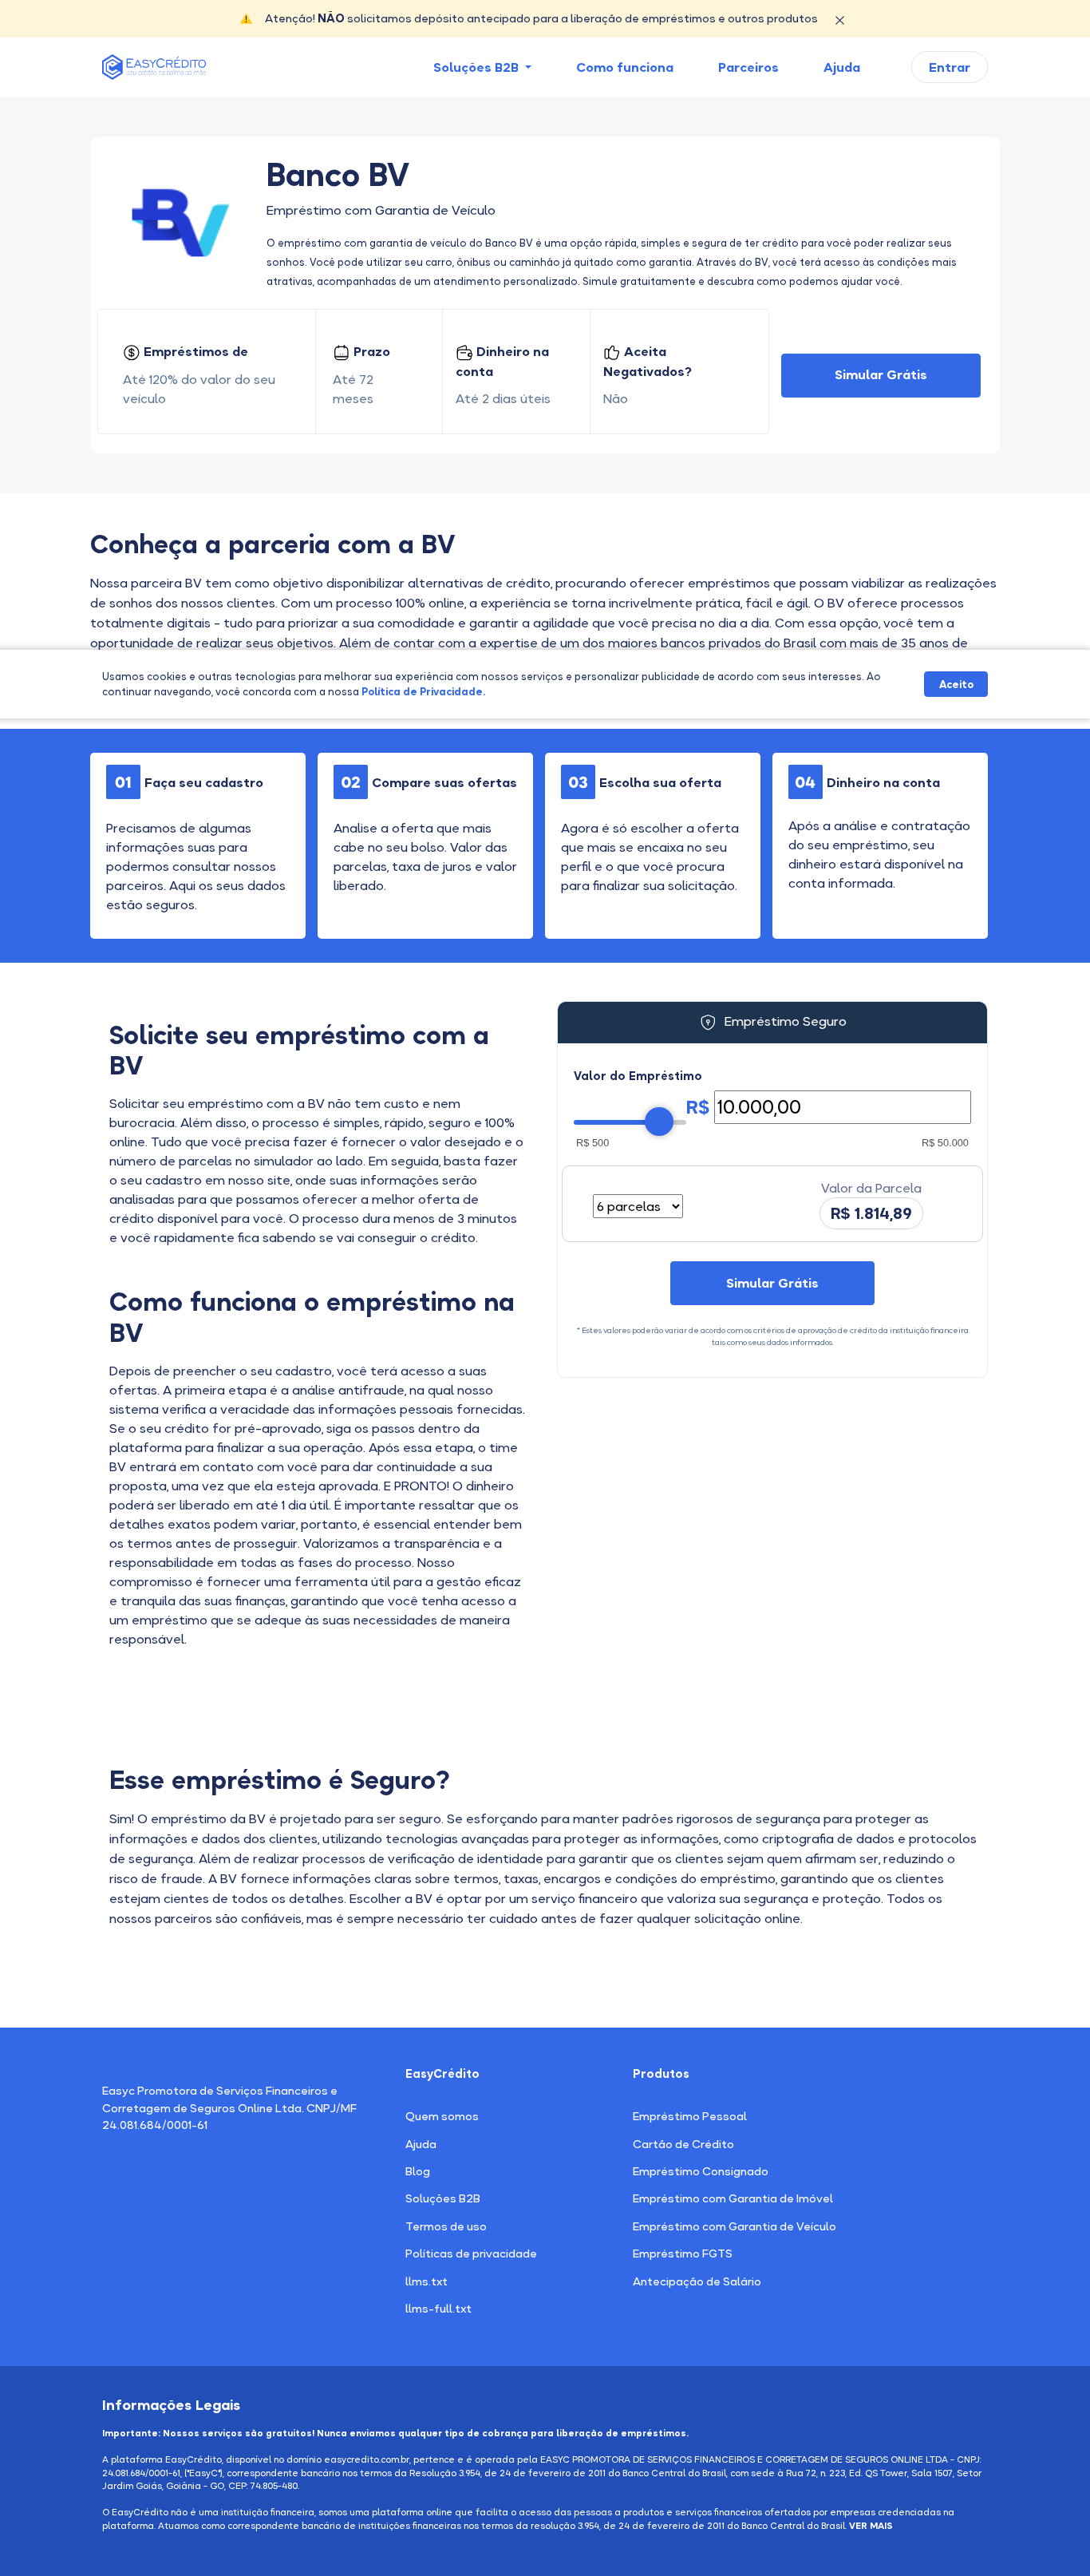 Atenção! NÃO solicitamos depósito antecipado para a liberação de empréstimos e outros produtos
EASYCRÉDITO
seu crédito na palma da mão
Soluções B2B
Como funciona
Parceiros
Ajuda
Entrar
BV
Banco BV
Empréstimo com Garantia de Veículo
O empréstimo com garantia de veículo do Banco BV é uma opção rápida, simples e segura de ter crédito para você poder realizar seus
sonhos. Você pode utilizar seu carro, ônibus ou caminhão já quitado como garantia. Através do BV, você terá acesso às condições mais
atrativas, acompanhadas de um atendimento personalizado. Simule gratuitamente e descubra como podemos ajudar você.
Empréstimos de
Até 120% do valor do seu
veículo
Prazo
Até 72
meses
Dinheiro na
conta
Até 2 dias úteis
Aceita
Negativados?
Não
Simular Grátis
Conheça a parceria com a BV
Nossa parceira BV tem como objetivo disponibilizar alternativas de crédito, procurando oferecer empréstimos que possam viabilizar as realizações
de sonhos dos nossos clientes. Com um processo 100% online, a experiência se torna incrivelmente prática, fácil e ágil. O BV oferece processos
totalmente digitais - tudo para priorizar a sua comodidade e garantir a agilidade que você precisa no dia a dia. Com essa opção, você tem a
oportunidade de realizar seus objetivos. Além de contar com a expertise de um dos maiores bancos privados do Brasil com mais de 35 anos de
Usamos cookies e outras tecnologias para melhorar sua experiência com nossos serviços e personalizar publicidade de acordo com seus interesses. Ao
continuar navegando, você concorda com a nossa Política de Privacidade.
Aceito
01 Faça seu cadastro
Precisamos de algumas
informações suas para
podermos consultar nossos
parceiros. Aqui os seus dados
estão seguros.
02 Compare suas ofertas
Analise a oferta que mais
cabe no seu bolso. Valor das
parcelas, taxa de juros e valor
liberado.
03 Escolha sua oferta
Agora é só escolher a oferta
que mais se encaixa no seu
perfil e o que você procura
para finalizar sua solicitação.
04 Dinheiro na conta
Após a análise e contratação
do seu empréstimo, seu
dinheiro estará disponível na
conta informada.
Solicite seu empréstimo com a
BV
Solicitar seu empréstimo com a BV não tem custo e nem
burocracia. Além disso, o processo é simples, rápido, seguro e 100%
online. Tudo que você precisa fazer é fornecer o valor desejado e o
número de parcelas no simulador ao lado. Em seguida, basta fazer
o seu cadastro em nosso site, onde suas informações serão
analisadas para que possamos oferecer a melhor oferta de
crédito disponível para você. O processo dura menos de 3 minutos
e você rapidamente fica sabendo se vai conseguir o crédito.
Como funciona o empréstimo na
BV
Depois de preencher o seu cadastro, você terá acesso a suas
ofertas. A primeira etapa é a análise antifraude, na qual nosso
sistema verifica a veracidade das informações pessoais fornecidas.
Se o seu crédito for pré-aprovado, siga os passos dentro da
plataforma para finalizar a sua operação. Após essa etapa, o time
BV entrará em contato com você para dar continuidade a sua
proposta, uma vez que ela esteja aprovada. E PRONTO! O dinheiro
poderá ser liberado em até 1 dia útil. É importante ressaltar que os
detalhes exatos podem variar, portanto, é essencial entender bem
os termos antes de prosseguir. Valorizamos a transparência e a
responsabilidade em todas as fases do processo. Nosso
compromisso é fornecer uma ferramenta útil para a gestão eficaz
e tranquila das suas finanças, garantindo que você tenha acesso a
um empréstimo que se adeque às suas necessidades de maneira
responsável.
Empréstimo Seguro
Valor do Empréstimo
R$ 10.000,00
R$ 500
R$ 50.000
6 parcelas
Valor da Parcela
R$ 1.814,89
Simular Grátis
* Estes valores poderão variar de acordo com os critérios de aprovação de crédito da instituição financeira
tais como seus dados informados.
Esse empréstimo é Seguro?
Sim! O empréstimo da BV é projetado para ser seguro. Se esforçando para manter padrões rigorosos de segurança para proteger as
informações e dados dos clientes, utilizando tecnologias avançadas para proteger as informações, como criptografia de dados e protocolos
de segurança. Além de realizar processos de verificação de identidade para garantir que os clientes sejam quem afirmam ser, reduzindo o
risco de fraude. A BV fornece informações claras sobre termos, taxas, encargos e condições do empréstimo, garantindo que os clientes
estejam cientes de todos os detalhes. Escolher a BV é optar por um serviço financeiro que valoriza sua segurança e proteção. Todos os
nossos parceiros são confiáveis, mas é sempre necessário ter cuidado antes de fazer qualquer solicitação online.
Easyc Promotora de Serviços Financeiros e
Corretagem de Seguros Online Ltda. CNPJ/MF
24.081.684/0001-61
EasyCrédito
Quem somos
Ajuda
Blog
Soluções B2B
Termos de uso
Políticas de privacidade
llms.txt
llms-full.txt
Produtos
Empréstimo Pessoal
Cartão de Crédito
Empréstimo Consignado
Empréstimo com Garantia de Imóvel
Empréstimo com Garantia de Veículo
Empréstimo FGTS
Antecipação de Salário
Informações Legais
Importante: Nossos serviços são gratuitos! Nunca enviamos qualquer tipo de cobrança para liberação de empréstimos.
A plataforma EasyCrédito, disponível no domínio easycredito.com.br, pertence e é operada pela EASYC PROMOTORA DE SERVIÇOS FINANCEIROS E CORRETAGEM DE SEGUROS ONLINE LTDA - CNPJ:
24.081.684/0001-61, ("EasyC"), correspondente bancário nos termos da Resolução 3.954, de 24 de fevereiro de 2011 do Banco Central do Brasil, com sede à Rua 72, n. 223, Ed. QS Tower, Sala 1507, Setor
Jardim Goiás, Goiânia - GO, CEP: 74.805-480.
O EasyCrédito não é uma instituição financeira, somos uma plataforma online que facilita o acesso das pessoas a produtos e serviços financeiros ofertados por empresas credenciadas na
plataforma. Atuamos como correspondente bancário de instituições financeiras nos termos da resolução 3.954, de 24 de fevereiro de 2011 do Banco Central do Brasil. VER MAIS